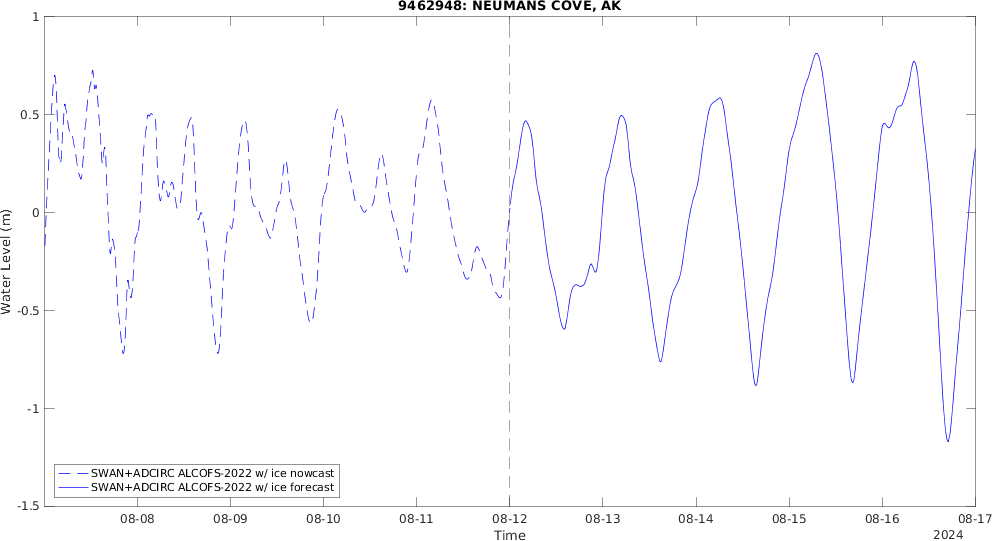 9462948: NEUMANS COVE, AK
Water Level (m)
1
0.5
0
-0.5
-1
-1.5
SWAN+ADCIRC ALCOFS-2022 w/ ice nowcast
SWAN+ADCIRC ALCOFS-2022 w/ ice forecast
08-08 08-09 08-10 08-11 08-12 08-13 08-14 08-15 08-16 08-17
Time
2024